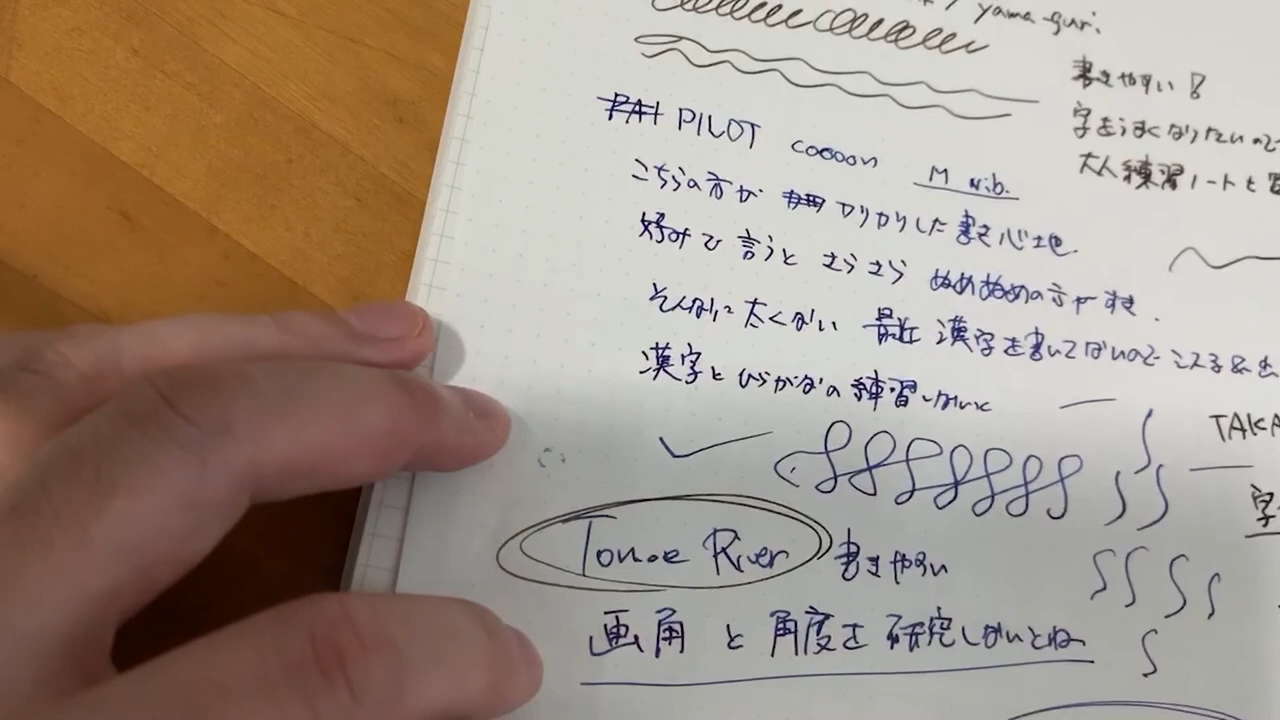 yama-guri.
書きやすい!
字をうまくなりたいので
大人練習ノートと
PILOT cocoon M nib.
こちらの方が カリカリした書き心地.
好みで言うと さらさら ぬめぬめの方がすき.
そんなに太くない 最近 漢字を書いてないので
漢字とひらがなの練習しないと
TAKA
字
Tomoe River 書きやすい
画角と角度を研究しないとね